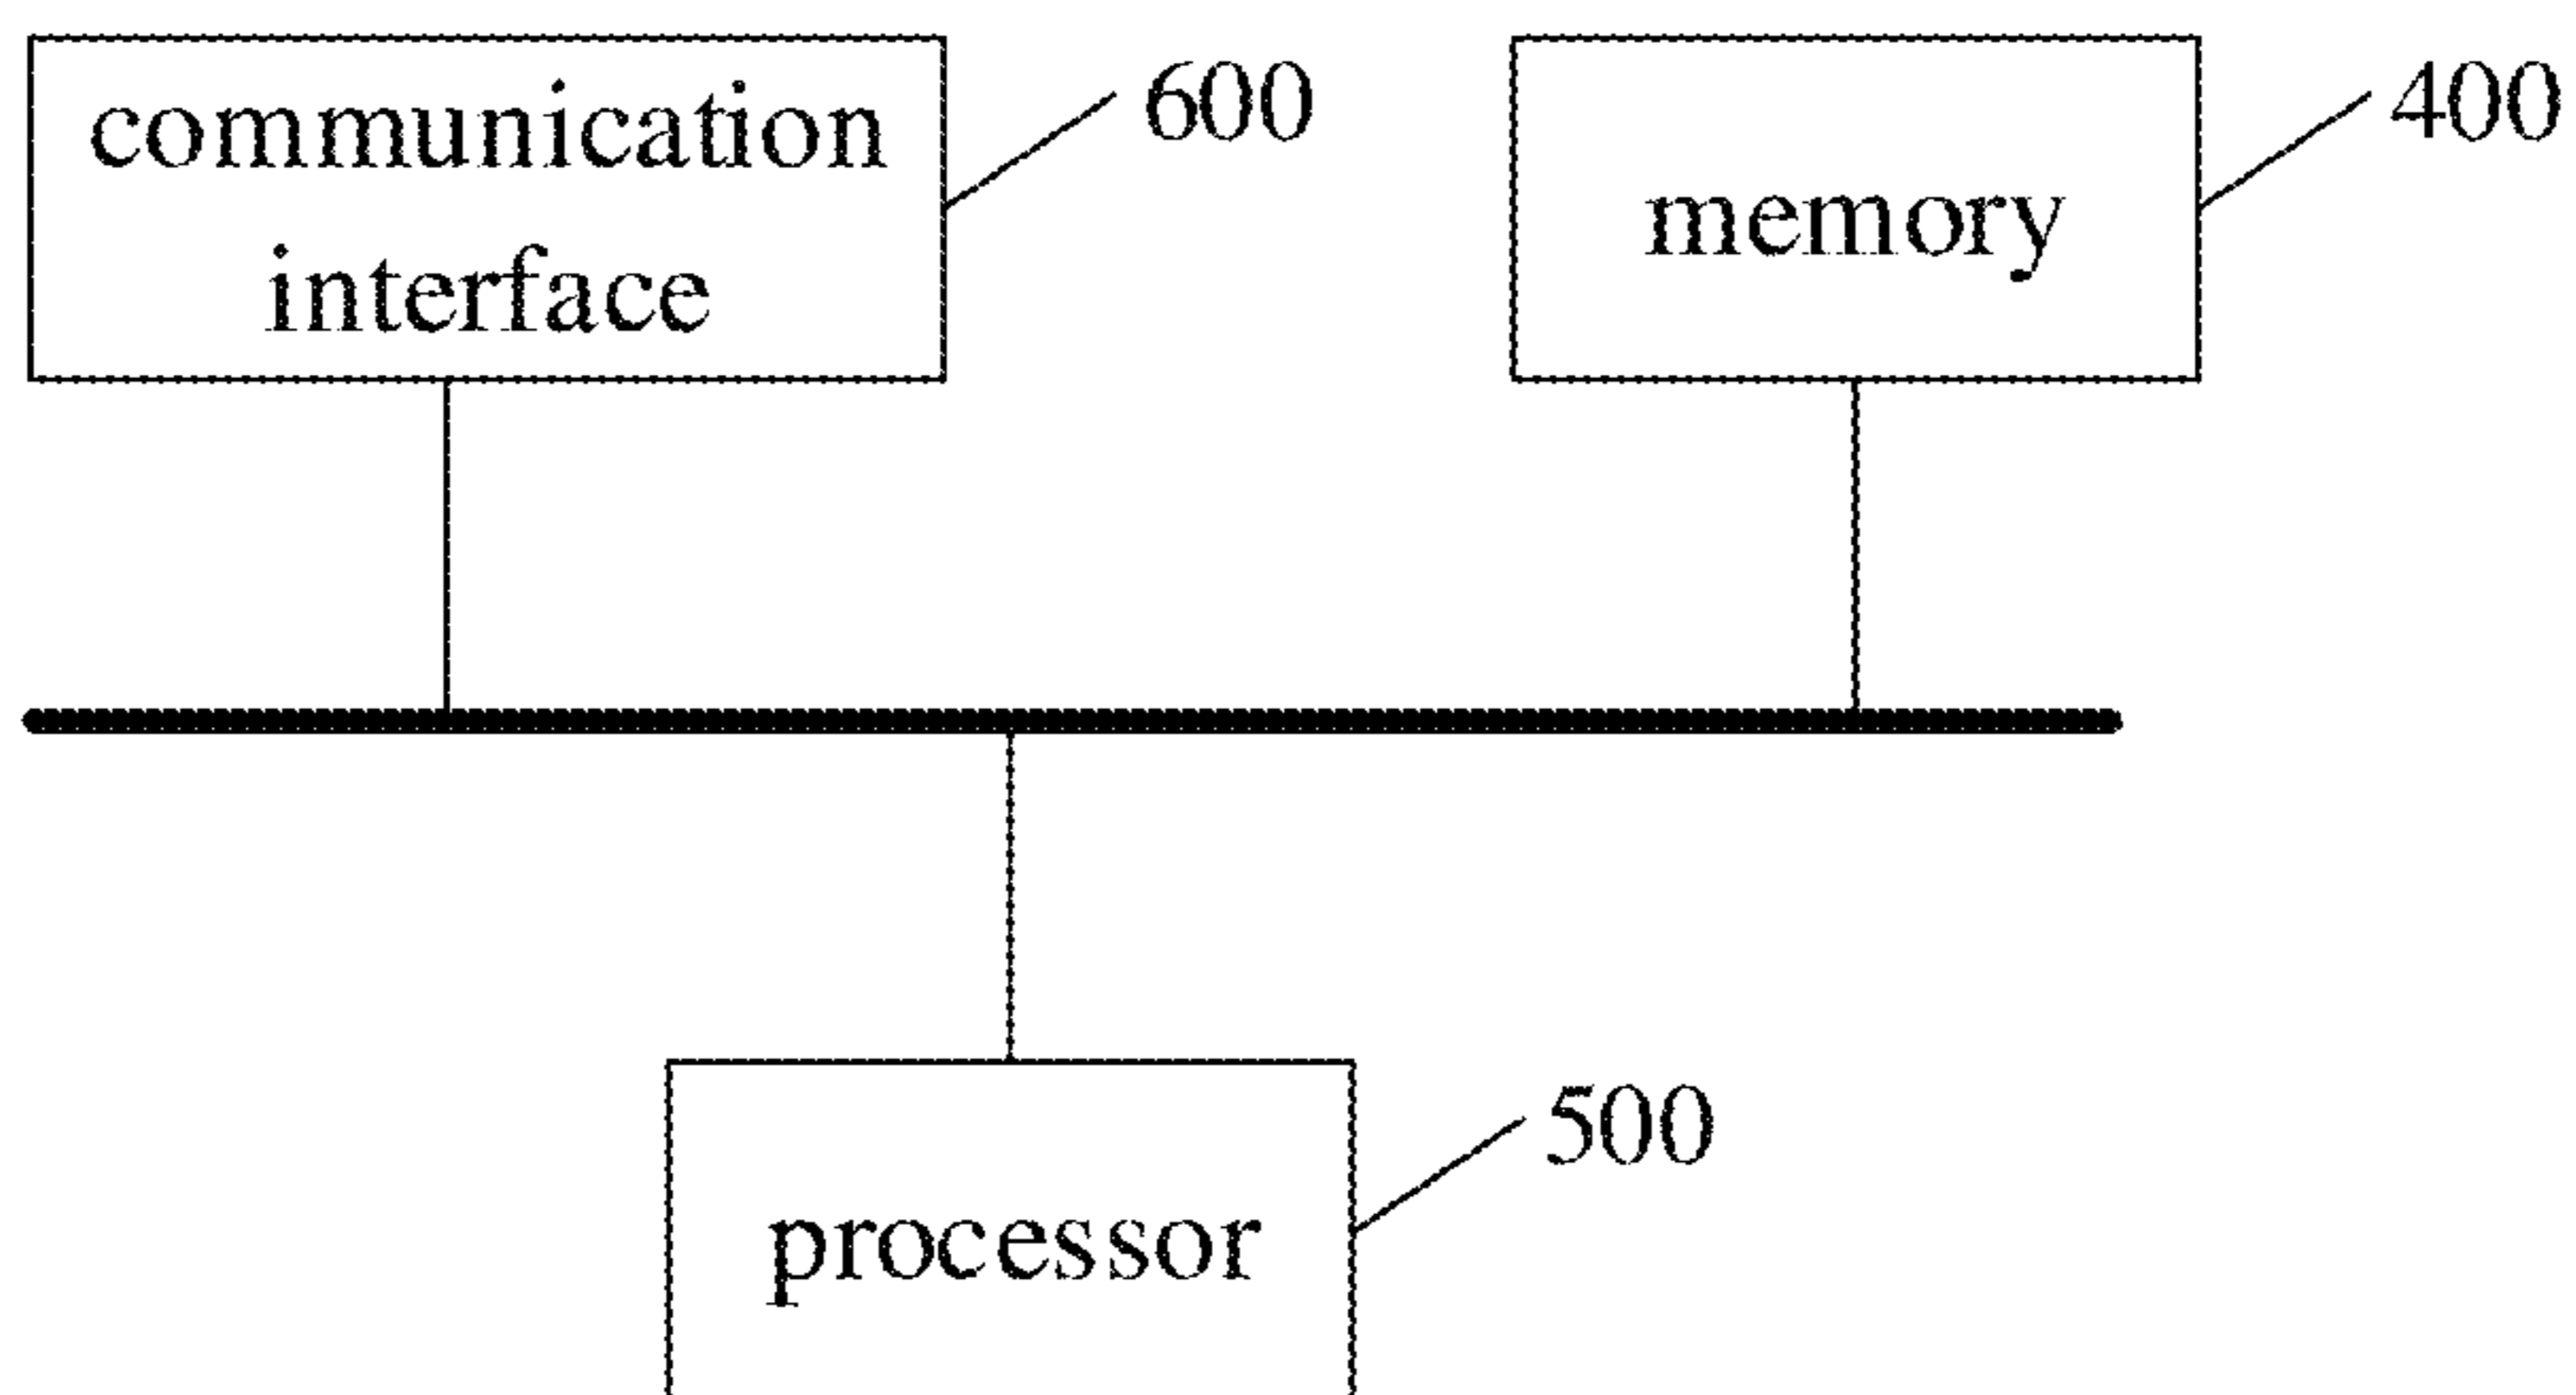 communication
interface
600
memory
400
processor
500